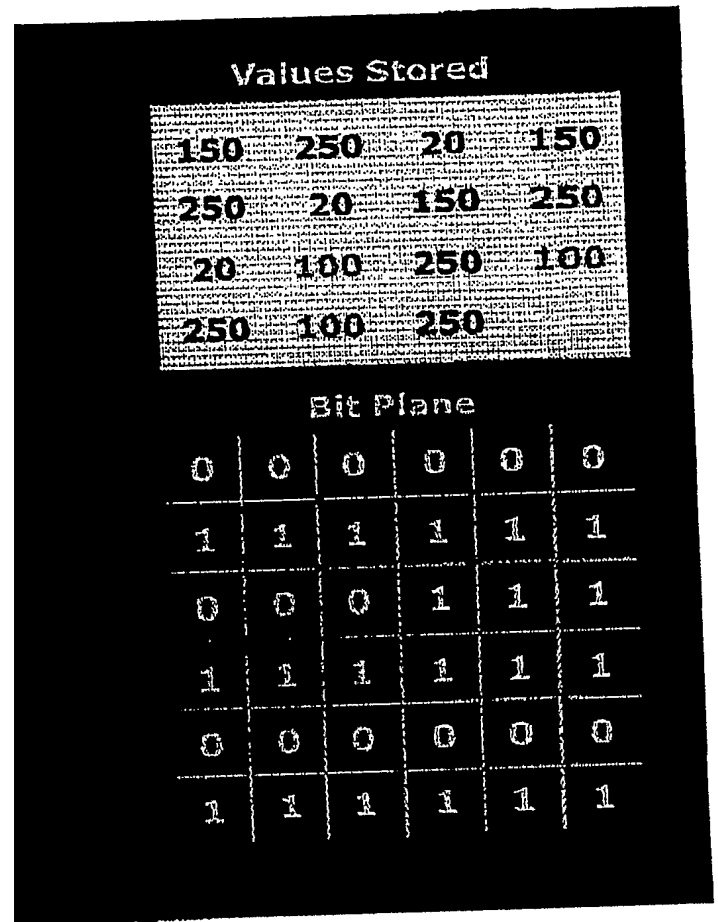 Values Stored
150 250 20 150
250 20 150 250
20 100 250 100
250 100 250
Bit Plane
0 0 0 0 0 0
1 1 1 1 1 1
0 0 0 1 1 1
1 1 1 1 1 1
0 0 0 0 0 0
1 1 1 1 1 1